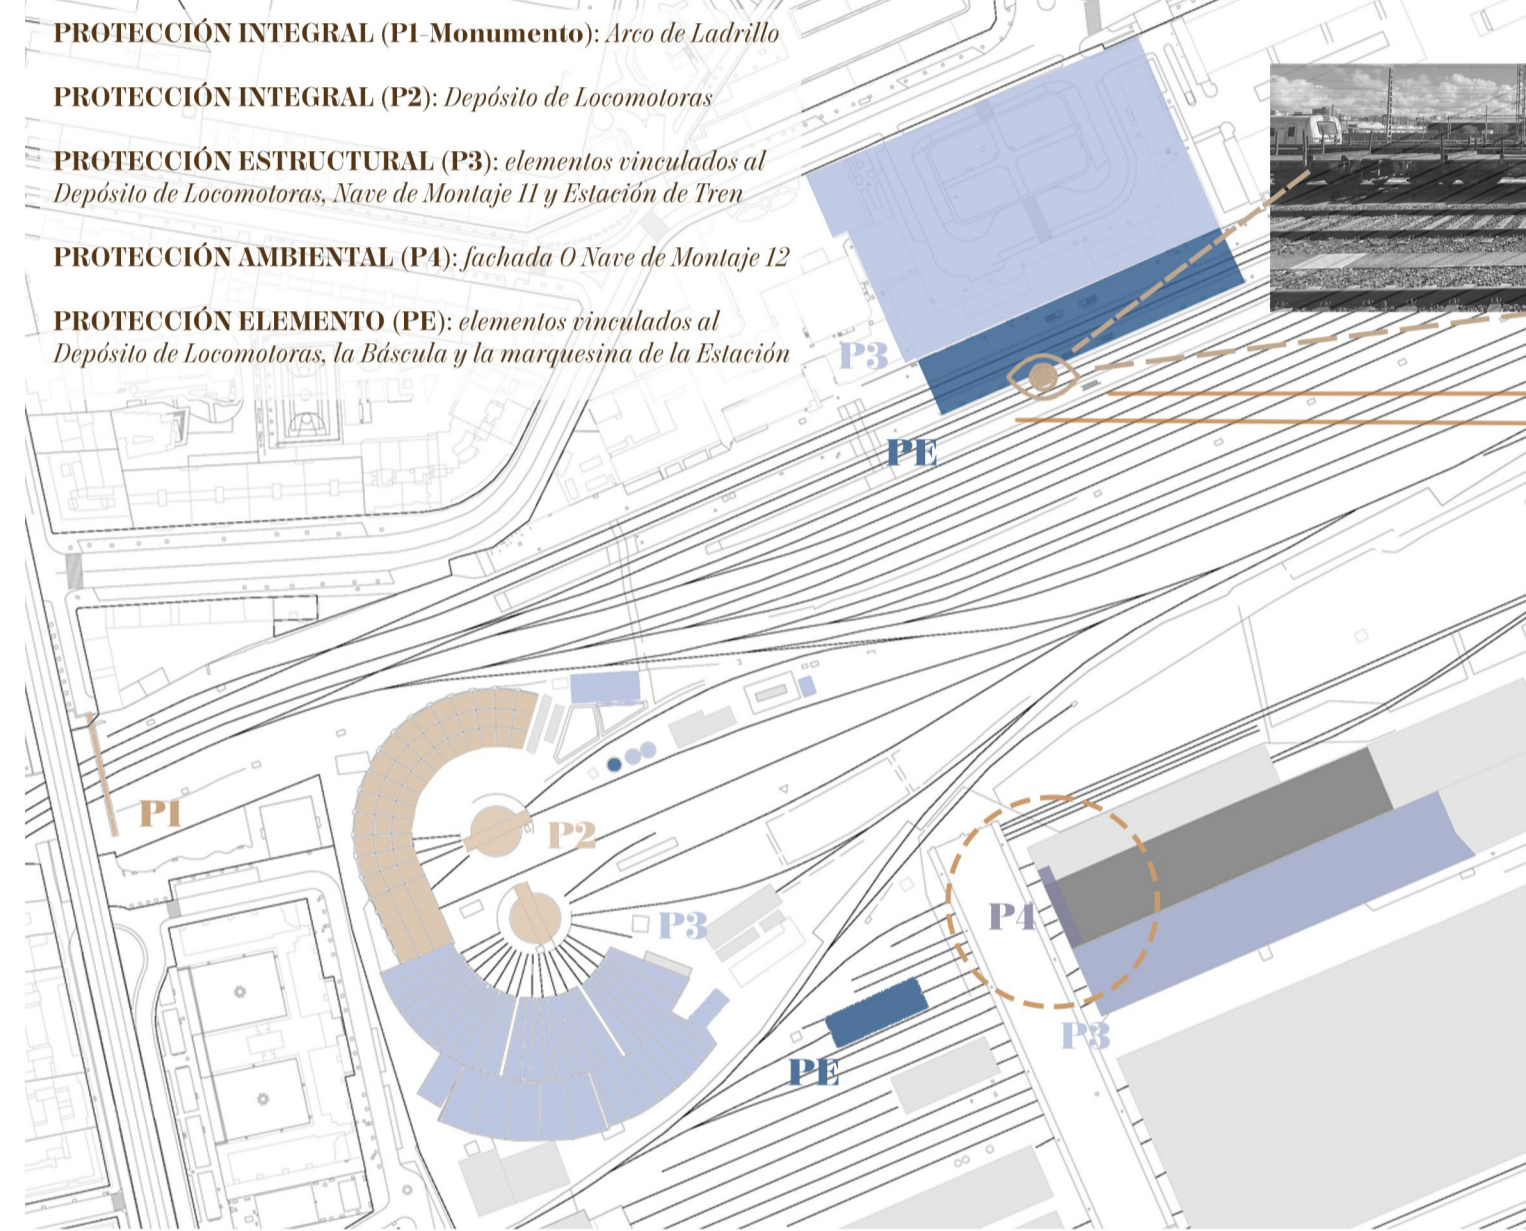 PROTECCIÓN INTEGRAL (P1-Monumento): Arco de Ladrillo
PROTECCIÓN INTEGRAL (P2): Depósito de Locomotoras
PROTECCIÓN ESTRUCTURAL (P3): elementos vinculados al
Depósito de Locomotoras, Nave de Montaje 11 y Estación de Tren
PROTECCIÓN AMBIENTAL (P4): fachada O Nave de Montaje 12
PROTECCIÓN ELEMENTO (PE): elementos vinculados al
Depósito de Locomotoras, la Báscula y la marquesina de la Estación
P3
PE
P1
P2
P3
P4
P3
PE